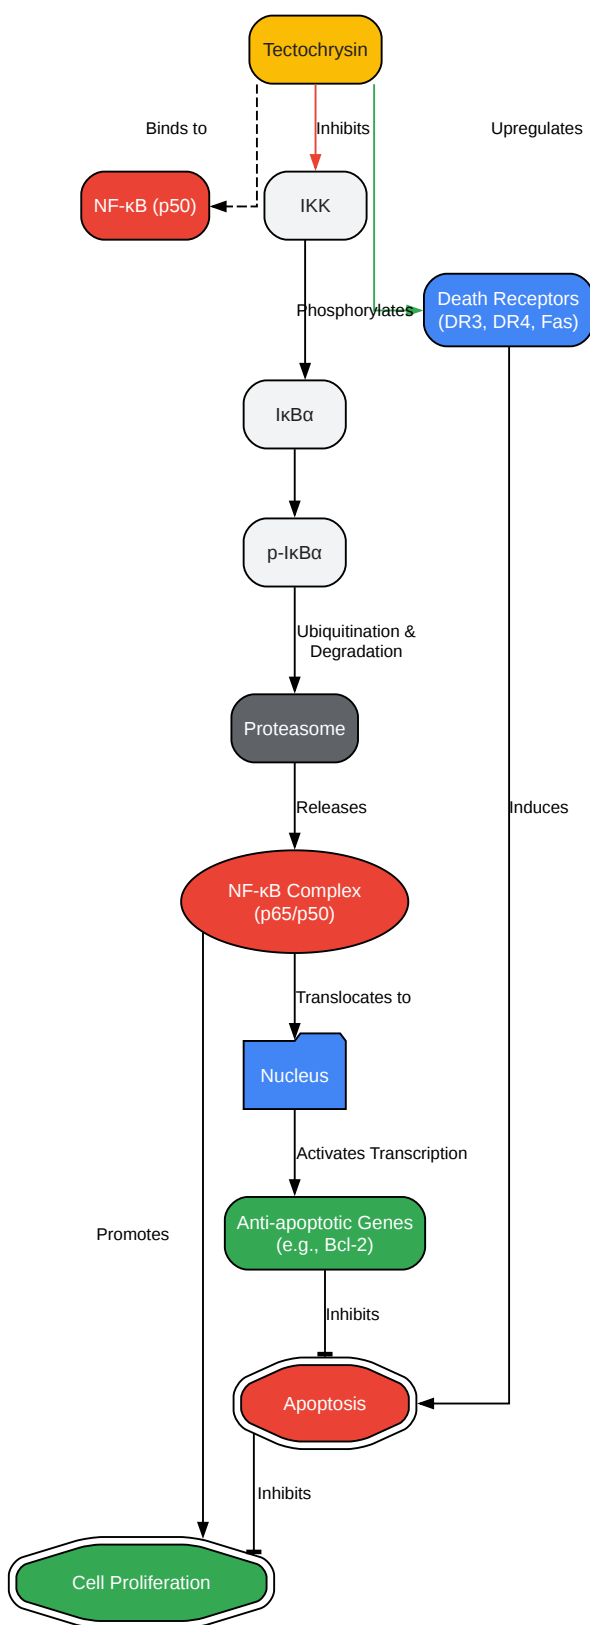 Tectochrysin
Binds to
Inhibits
Upregulates
NF-κB (p50)
IKK
Death Receptors
(DR3, DR4, Fas)
Phosphorylates
IκBα
p-IκBα
Ubiquitination &
Degradation
Proteasome
Releases
Induces
NF-κB Complex
(p65/p50)
Translocates to
Nucleus
Activates Transcription
Anti-apoptotic Genes
(e.g., Bcl-2)
Promotes
Inhibits
Apoptosis
Inhibits
Cell Proliferation